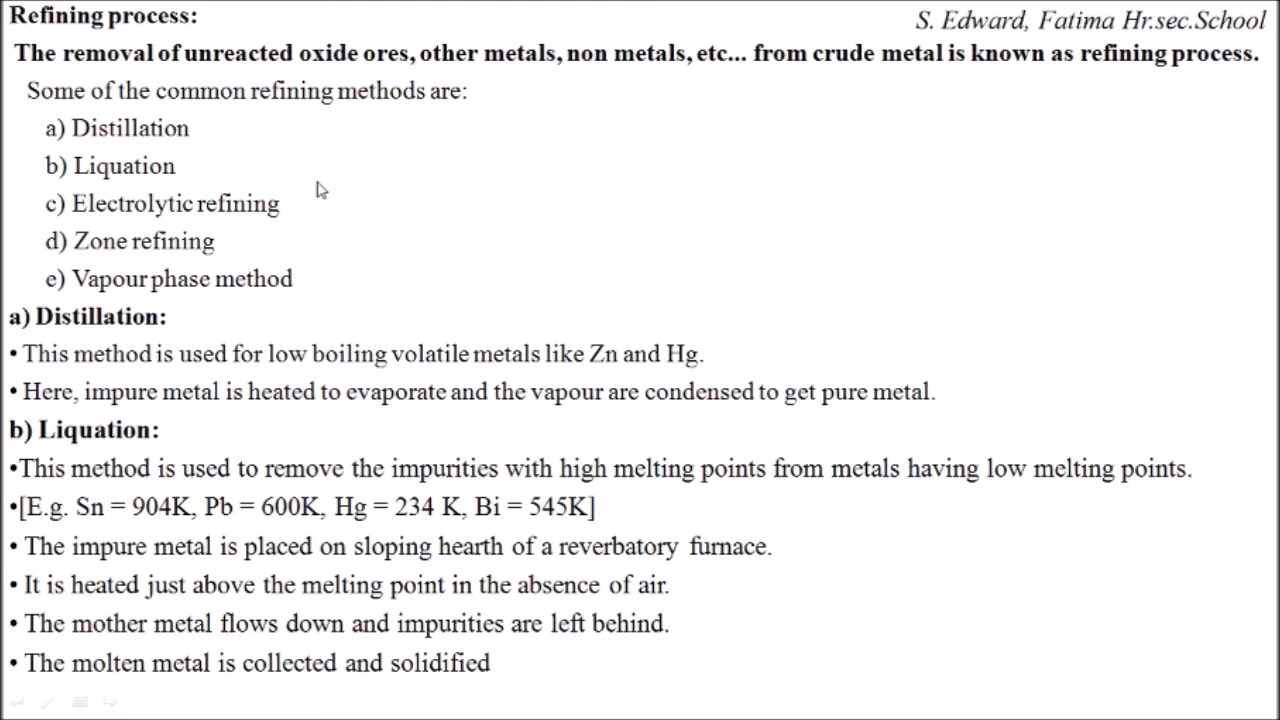 Refining process:
S. Edward, Fatima Hr.sec.School
The removal of unreacted oxide ores, other metals, non metals, etc... from crude metal is known as refining process.
Some of the common refining methods are:
a) Distillation
b) Liquation
c) Electrolytic refining
d) Zone refining
e) Vapour phase method
a) Distillation:
• This method is used for low boiling volatile metals like Zn and Hg.
• Here, impure metal is heated to evaporate and the vapour are condensed to get pure metal.
b) Liquation:
•This method is used to remove the impurities with high melting points from metals having low melting points.
•[E.g. Sn = 904K, Pb = 600K, Hg = 234 K, Bi = 545K]
• The impure metal is placed on sloping hearth of a reverbatory furnace.
• It is heated just above the melting point in the absence of air.
• The mother metal flows down and impurities are left behind.
• The molten metal is collected and solidified